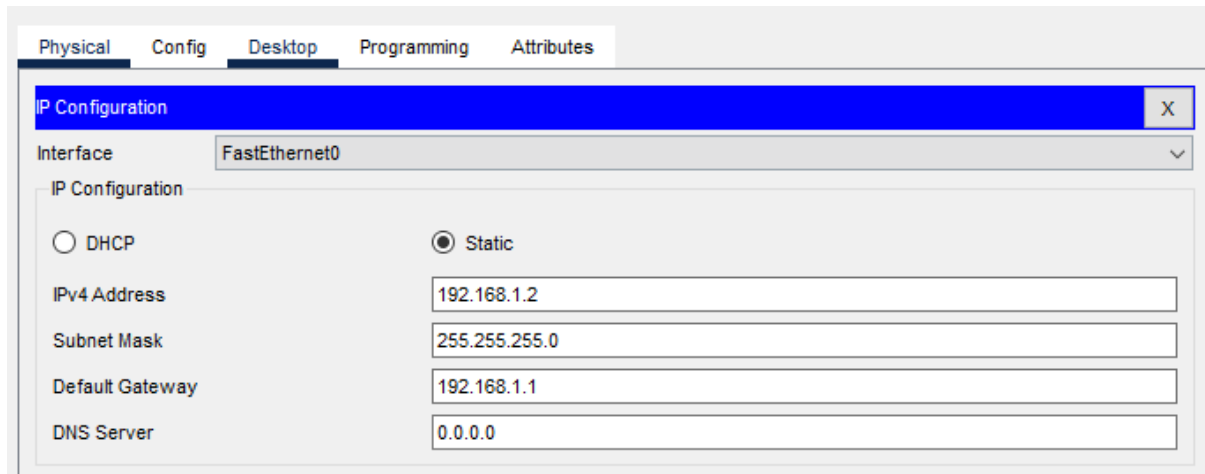 Physical Config Desktop Programming Attributes
IP Configuration X
Interface FastEthernet0
IP Configuration
DHCP Static
IPv4 Address 192.168.1.2
Subnet Mask 255.255.255.0
Default Gateway 192.168.1.1
DNS Server 0.0.0.0